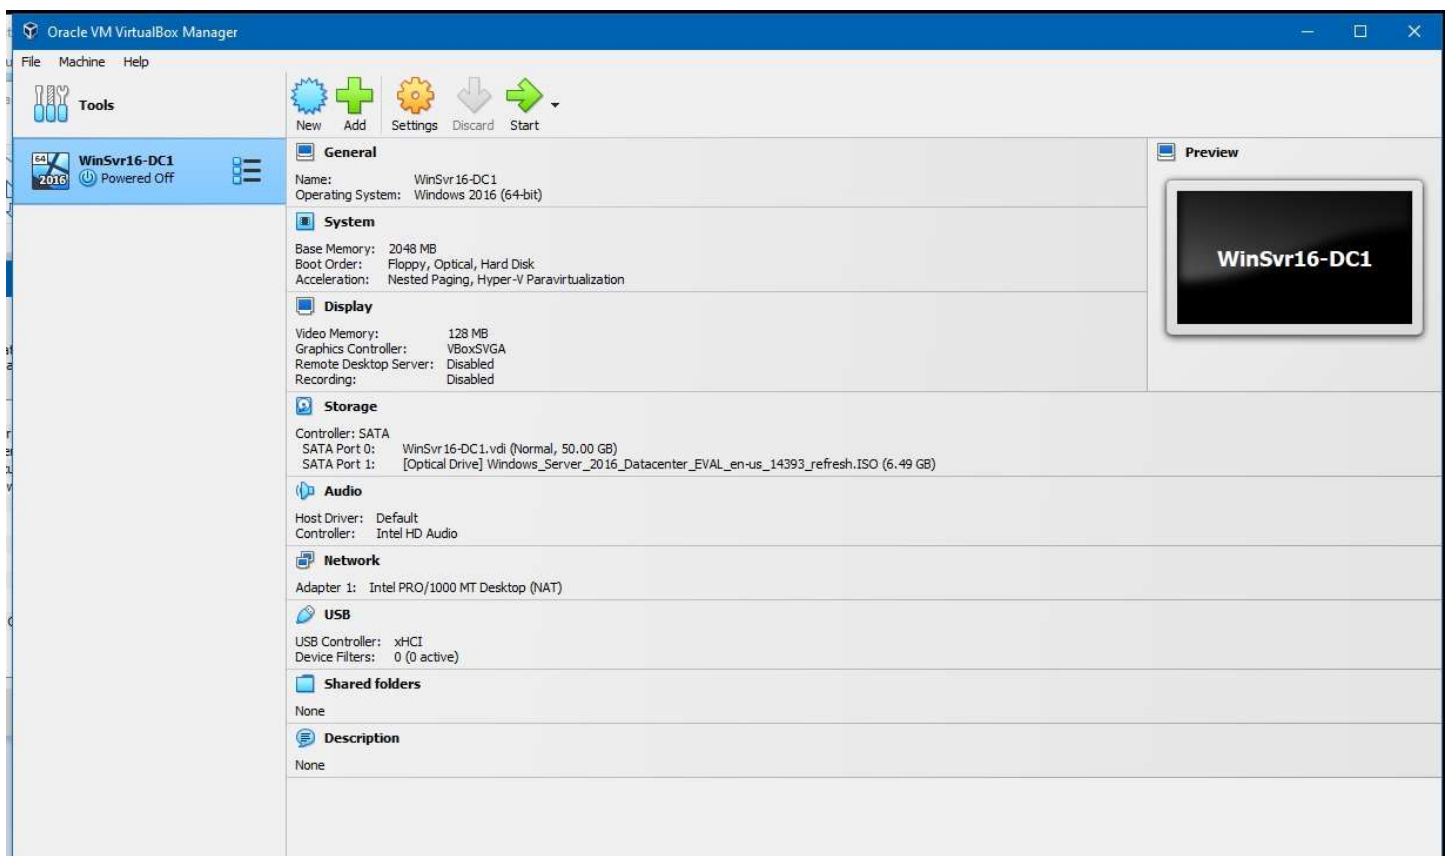 Oracle VM VirtualBox Manager
File Machine Help
Tools
New Add Settings Discard Start
64 2016 WinSvr16-DC1
Powered Off
General
Name: WinSvr16-DC1
Operating System: Windows 2016 (64-bit)
System
Base Memory: 2048 MB
Boot Order: Floppy, Optical, Hard Disk
Acceleration: Nested Paging, Hyper-V Paravirtualization
Display
Video Memory: 128 MB
Graphics Controller: VBoxSVGA
Remote Desktop Server: Disabled
Recording: Disabled
Preview
WinSvr16-DC1
Storage
Controller: SATA
SATA Port 0: WinSvr16-DC1.vdi (Normal, 50.00 GB)
SATA Port 1: [Optical Drive] Windows_Server_2016_Datacenter_EVAL_en-us_14393_refresh.ISO (6.49 GB)
Audio
Host Driver: Default
Controller: Intel HD Audio
Network
Adapter 1: Intel PRO/1000 MT Desktop (NAT)
USB
USB Controller: xHCI
Device Filters: 0 (0 active)
Shared folders
None
Description
None